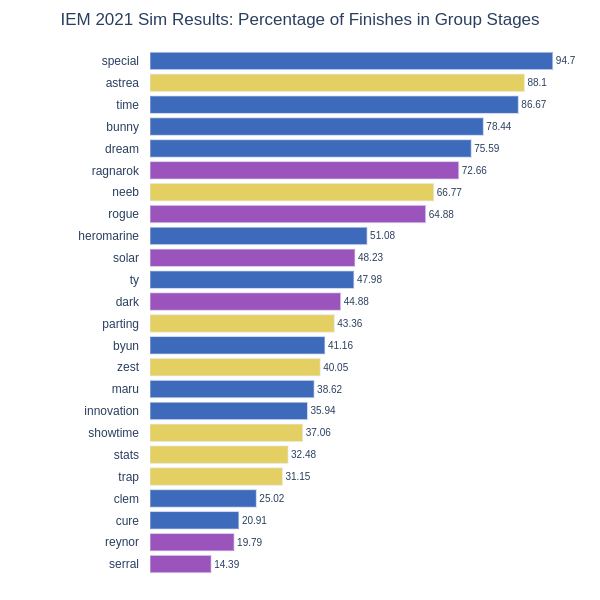 IEM 2021 Sim Results: Percentage of Finishes in Group Stages
special 94.7
astrea 88.1
time 86.67
bunny 78.44
dream 75.59
ragnarok 72.66
neeb 66.77
rogue 64.88
heromarine 51.08
solar 48.23
ty 47.98
dark 44.88
parting 43.36
byun 41.16
zest 40.05
maru 38.62
innovation 35.94
showtime 37.06
stats 32.48
trap 31.15
clem 25.02
cure 20.91
reynor 19.79
serral 14.39